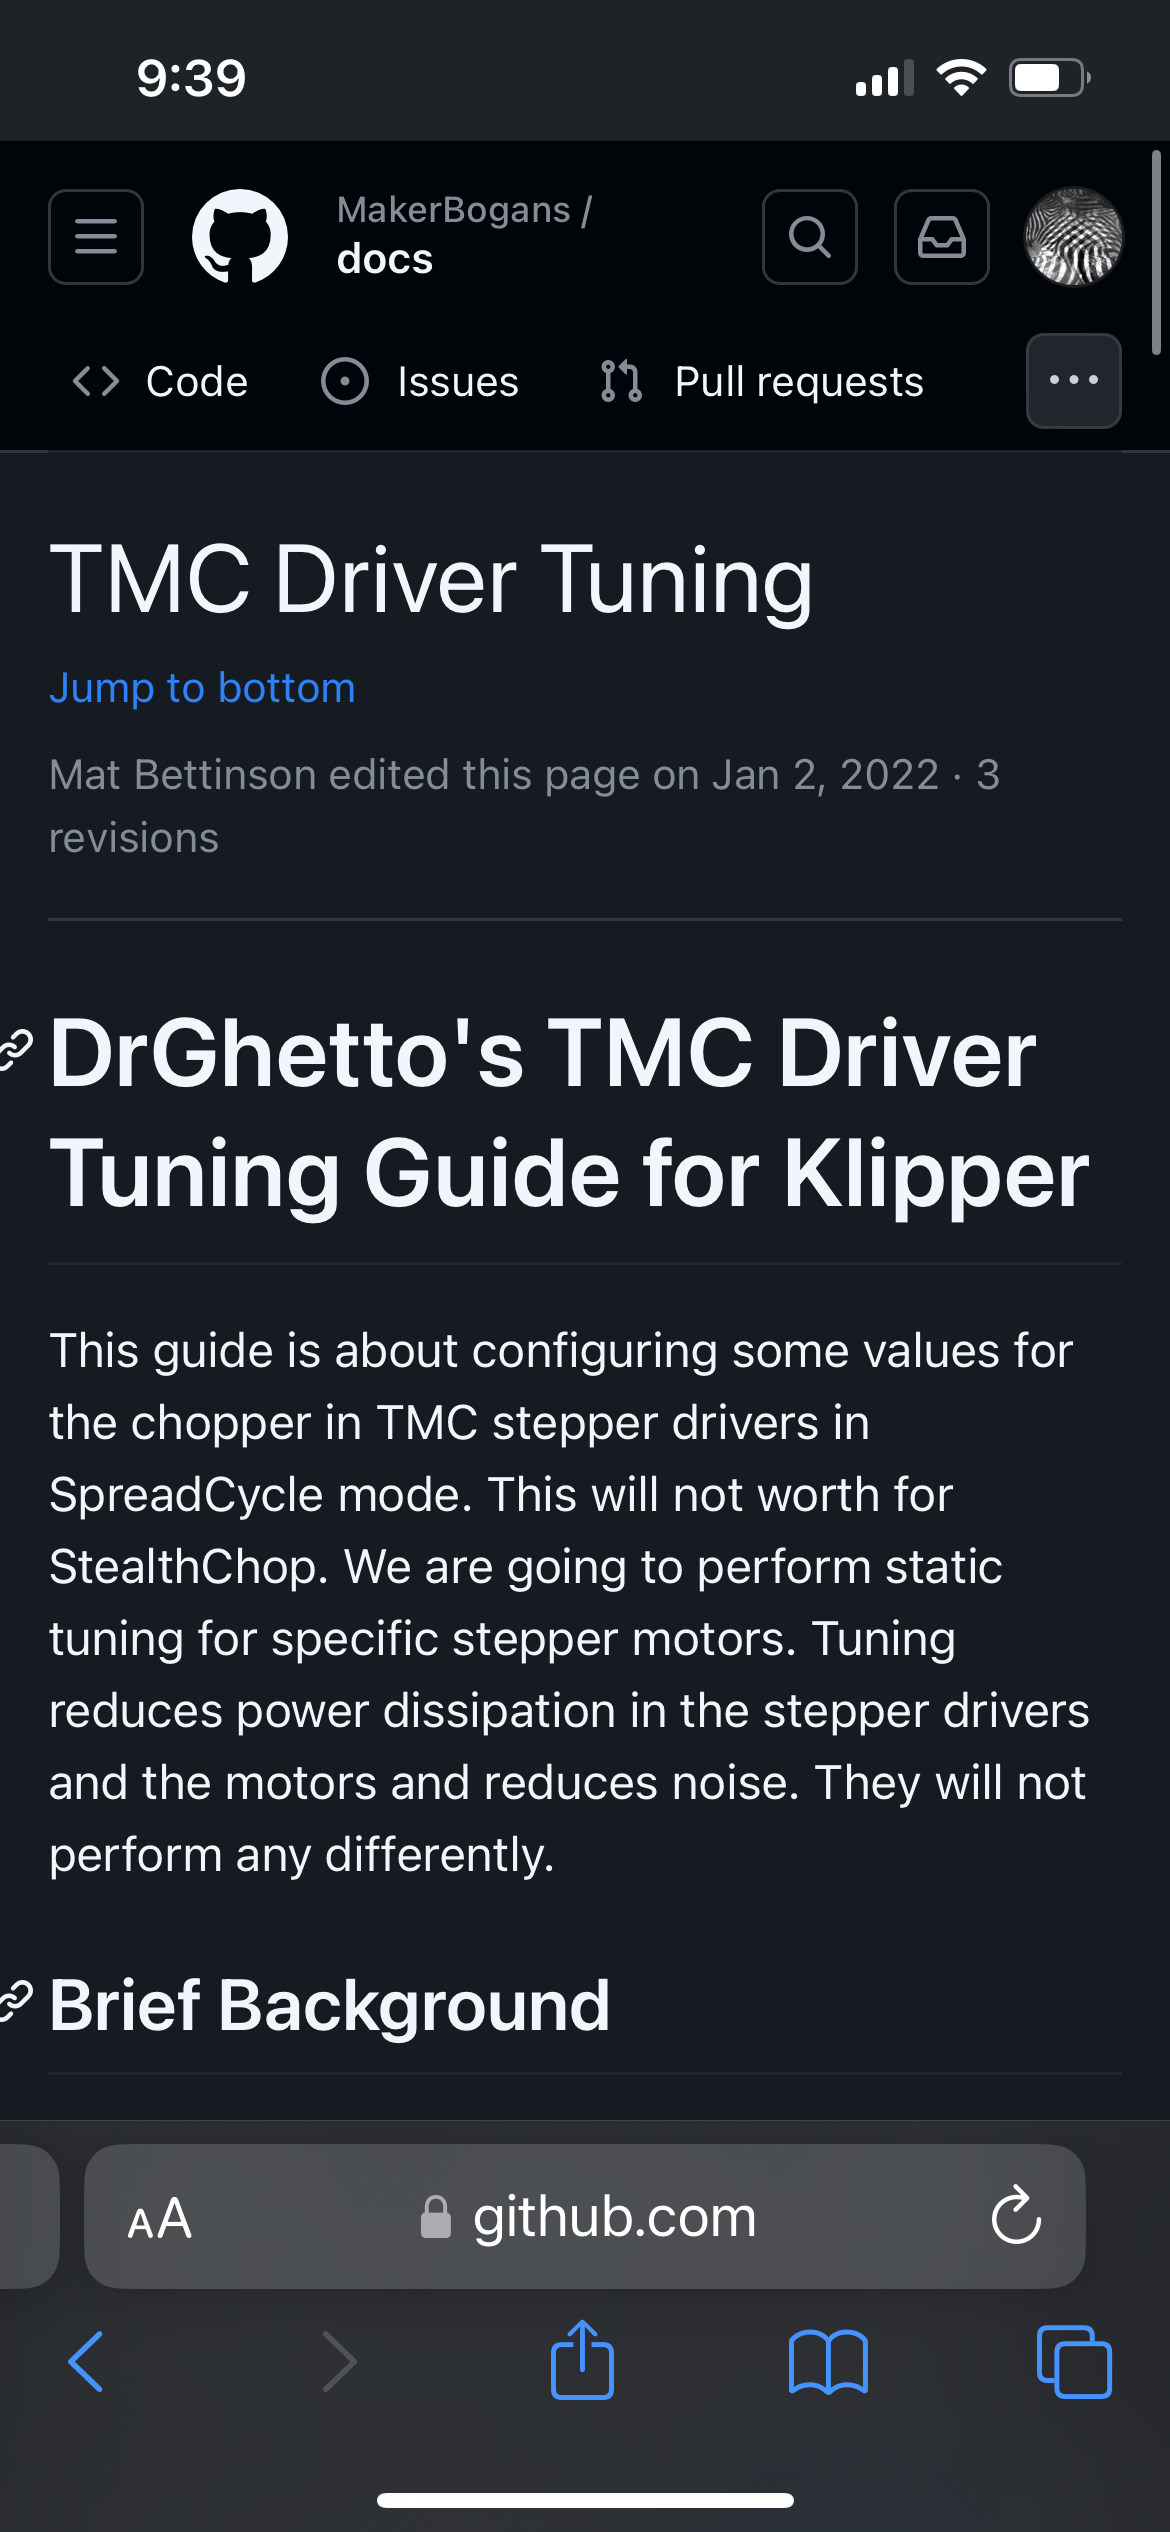 9:39
MakerBogans /
docs
Code
Issues
Pull requests
TMC Driver Tuning
Jump to bottom
Mat Bettinson edited this page on Jan 2, 2022 · 3
revisions
DrGhetto's TMC Driver
Tuning Guide for Klipper
This guide is about configuring some values for
the chopper in TMC stepper drivers in
SpreadCycle mode. This will not worth for
StealthChop. We are going to perform static
tuning for specific stepper motors. Tuning
reduces power dissipation in the stepper drivers
and the motors and reduces noise. They will not
perform any differently.
Brief Background
AA
github.com